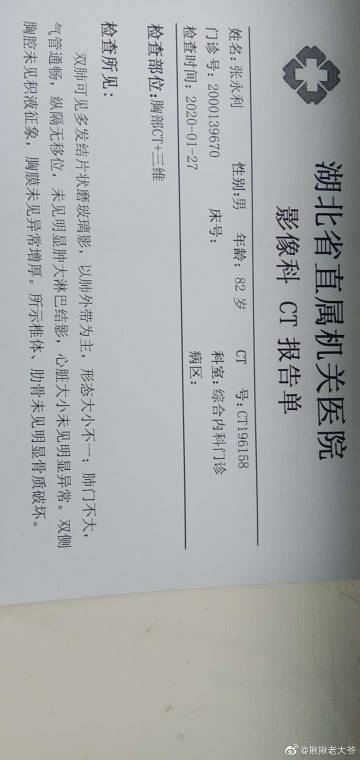 湖北省直属机关医院
影像科 CT 报告单
姓名：张永利 性别：男 年龄：82 岁 CT 号：CT196158
门诊号：2000139670 床号： 科室：综合内科门诊
检查时间：2020-01-27 病区：
检查部位：胸部CT+三维
检查所见：
双肺可见多发结片状磨玻璃影，以肺外带为主，形态大小不一；肺门不大，
气管通畅，纵隔无移位，未见明显肿大淋巴结影，心脏大小未见明显异常。双侧
胸腔未见积液征象，胸膜未见异常增厚。所示椎体、肋骨未见明显骨质破坏。
@揪揪老大爷